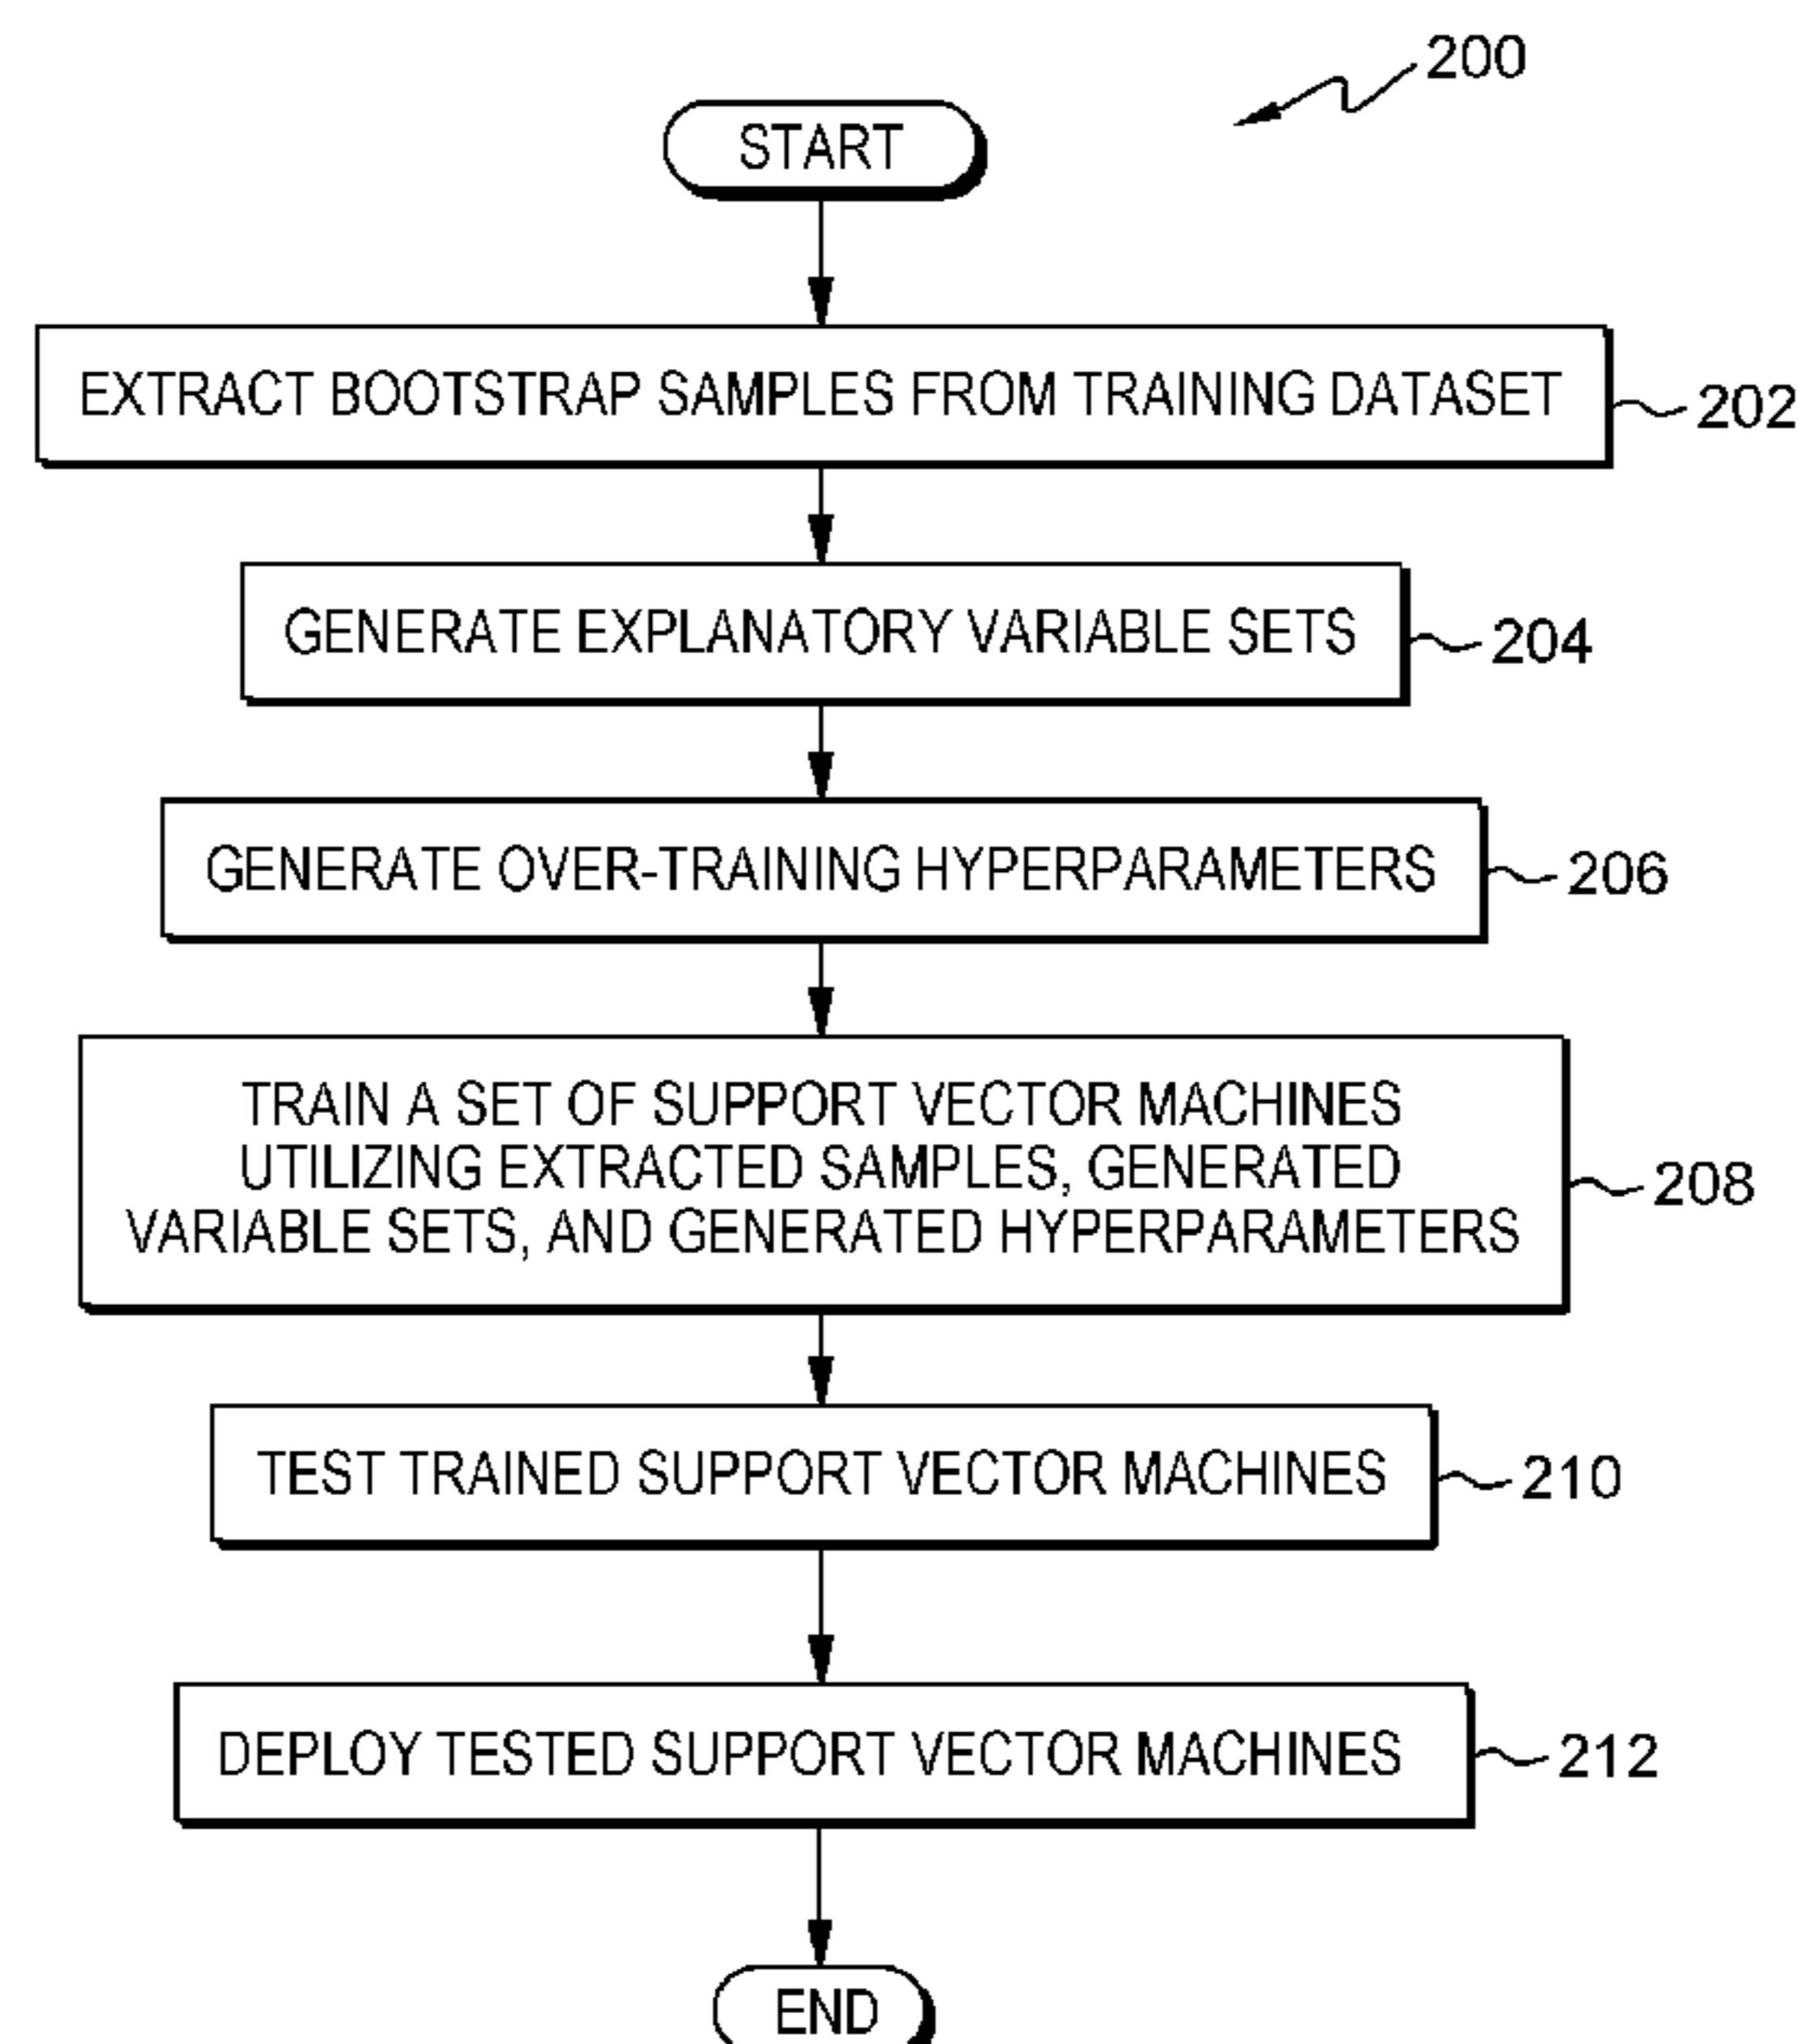 200
START
EXTRACT BOOTSTRAP SAMPLES FROM TRAINING DATASET
202
GENERATE EXPLANATORY VARIABLE SETS
204
GENERATE OVER-TRAINING HYPERPARAMETERS
206
TRAIN A SET OF SUPPORT VECTOR MACHINES
UTILIZING EXTRACTED SAMPLES, GENERATED
VARIABLE SETS, AND GENERATED HYPERPARAMETERS
208
TEST TRAINED SUPPORT VECTOR MACHINES
210
DEPLOY TESTED SUPPORT VECTOR MACHINES
212
END